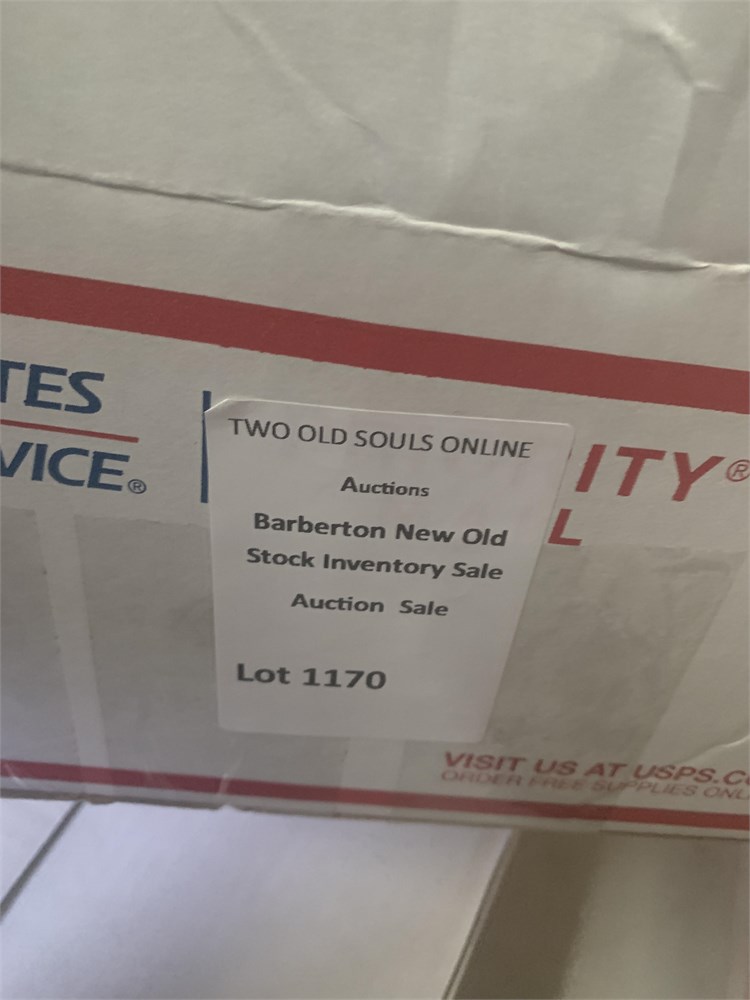 TES
VICE®
ITY®
L
TWO OLD SOULS ONLINE
Auctions
Barberton New Old
Stock Inventory Sale
Auction Sale
Lot 1170
VISIT US AT USPS.C
ORDER FREE SUPPLIES ONL